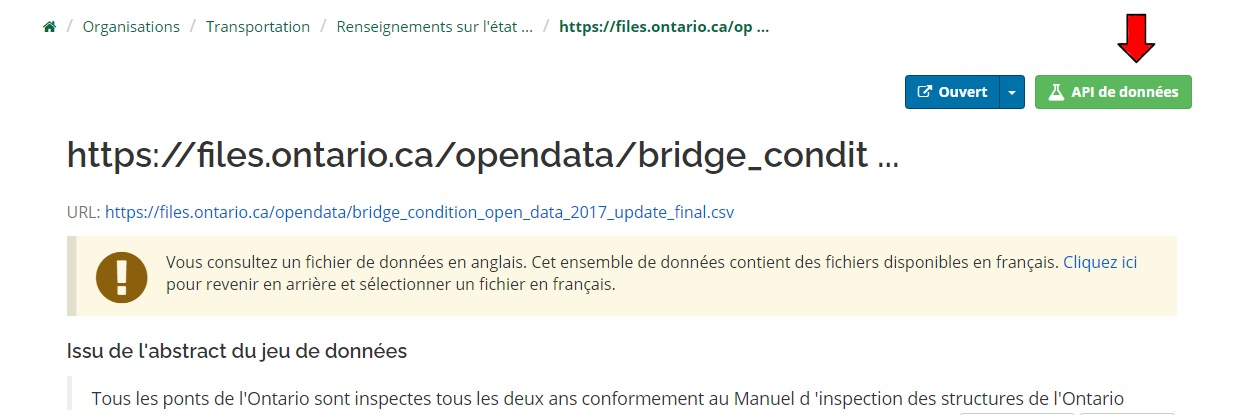 / Organisations / Transportation / Renseignements sur l'état ... / https://files.ontario.ca/op ...
Ouvert API de données
https://files.ontario.ca/opendata/bridge_condit ...
URL: https://files.ontario.ca/opendata/bridge_condition_open_data_2017_update_final.csv
Vous consultez un fichier de données en anglais. Cet ensemble de données contient des fichiers disponibles en français. Cliquez ici
pour revenir en arrière et sélectionner un fichier en français.
Issu de l'abstract du jeu de données
Tous les ponts de l'Ontario sont inspectes tous les deux ans conformement au Manuel d 'inspection des structures de l'Ontario